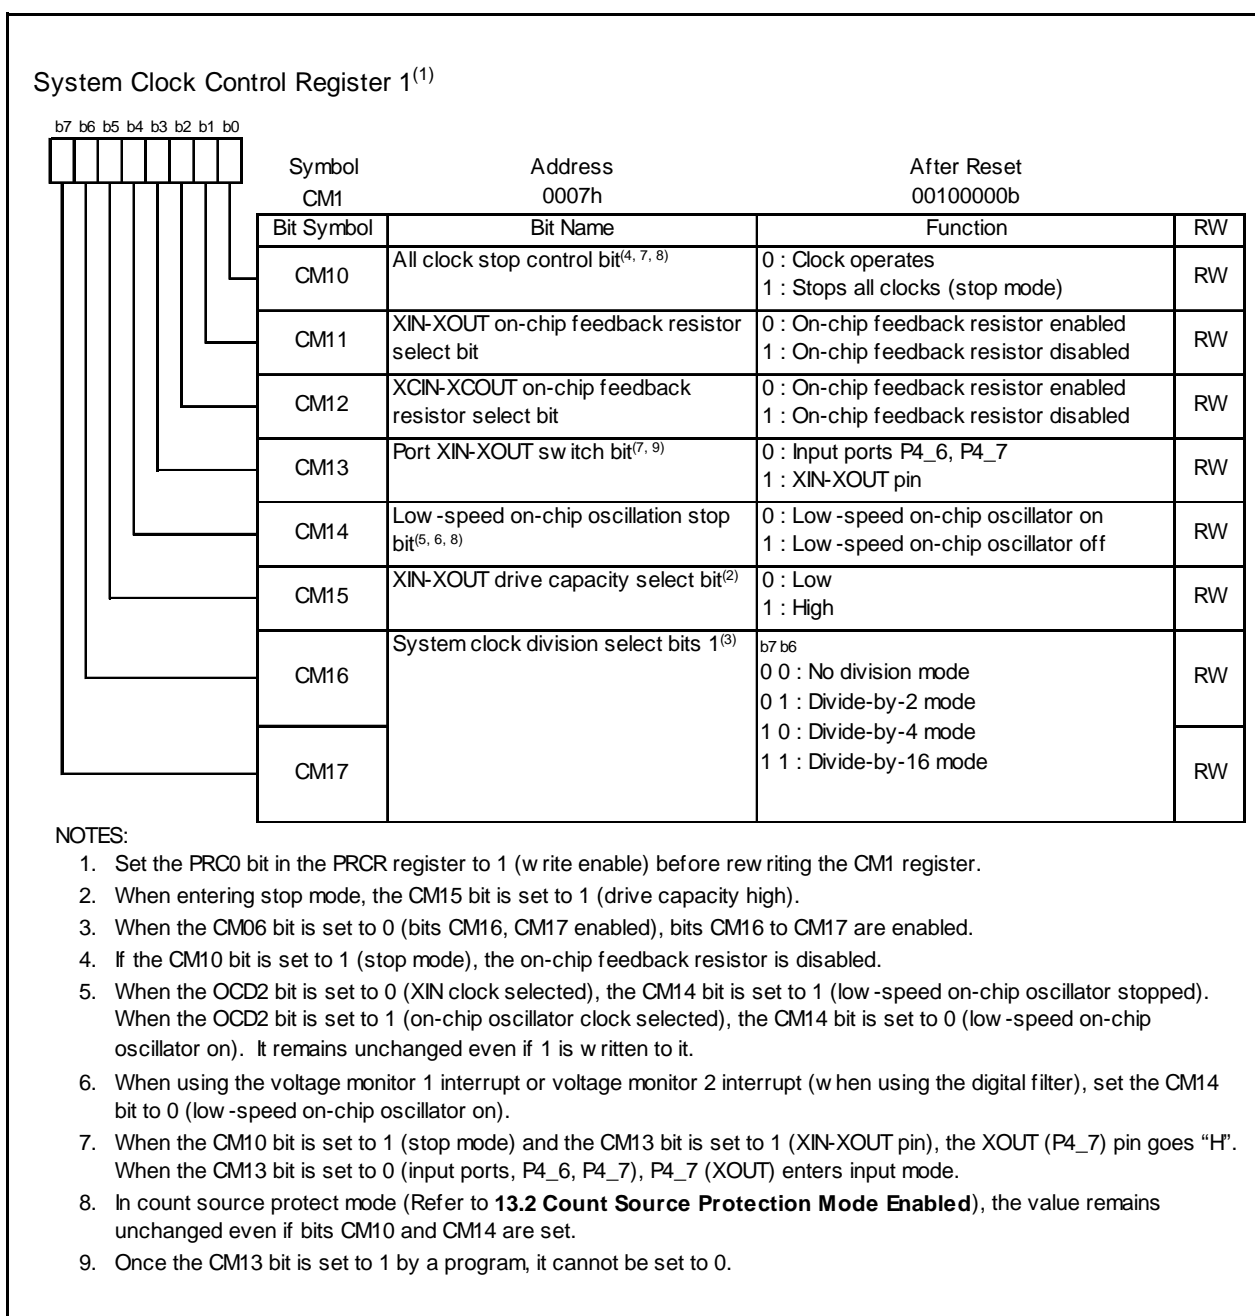 System Clock Control Register 1(1)
b7 b6 b5 b4 b3 b2 b1 b0
Symbol Address After Reset
CM1 0007h 00100000b
Bit Symbol Bit Name Function RW
CM10 All clock stop control bit(4, 7, 8) 0 : Clock operates RW
1 : Stops all clocks (stop mode)
CM11 XIN-XOUT on-chip feedback resistor 0 : On-chip feedback resistor enabled RW
select bit 1 : On-chip feedback resistor disabled
CM12 XCIN-XCOUT on-chip feedback 0 : On-chip feedback resistor enabled RW
resistor select bit 1 : On-chip feedback resistor disabled
CM13 Port XIN-XOUT switch bit(7, 9) 0 : Input ports P4_6, P4_7 RW
1 : XIN-XOUT pin
CM14 Low-speed on-chip oscillation stop 0 : Low-speed on-chip oscillator on RW
bit(5, 6, 8) 1 : Low-speed on-chip oscillator off
CM15 XIN-XOUT drive capacity select bit(2) 0 : Low RW
1 : High
CM16 System clock division select bits 1(3) b7 b6 RW
0 0 : No division mode
0 1 : Divide-by-2 mode
CM17 1 0 : Divide-by-4 mode RW
1 1 : Divide-by-16 mode
NOTES:
1. Set the PRC0 bit in the PRCR register to 1 (write enable) before rewriting the CM1 register.
2. When entering stop mode, the CM15 bit is set to 1 (drive capacity high).
3. When the CM06 bit is set to 0 (bits CM16, CM17 enabled), bits CM16 to CM17 are enabled.
4. If the CM10 bit is set to 1 (stop mode), the on-chip feedback resistor is disabled.
5. When the OCD2 bit is set to 0 (XIN clock selected), the CM14 bit is set to 1 (low-speed on-chip oscillator stopped).
When the OCD2 bit is set to 1 (on-chip oscillator clock selected), the CM14 bit is set to 0 (low-speed on-chip
oscillator on). It remains unchanged even if 1 is written to it.
6. When using the voltage monitor 1 interrupt or voltage monitor 2 interrupt (when using the digital filter), set the CM14
bit to 0 (low-speed on-chip oscillator on).
7. When the CM10 bit is set to 1 (stop mode) and the CM13 bit is set to 1 (XIN-XOUT pin), the XOUT (P4_7) pin goes “H”.
When the CM13 bit is set to 0 (input ports, P4_6, P4_7), P4_7 (XOUT) enters input mode.
8. In count source protect mode (Refer to 13.2 Count Source Protection Mode Enabled), the value remains
unchanged even if bits CM10 and CM14 are set.
9. Once the CM13 bit is set to 1 by a program, it cannot be set to 0.